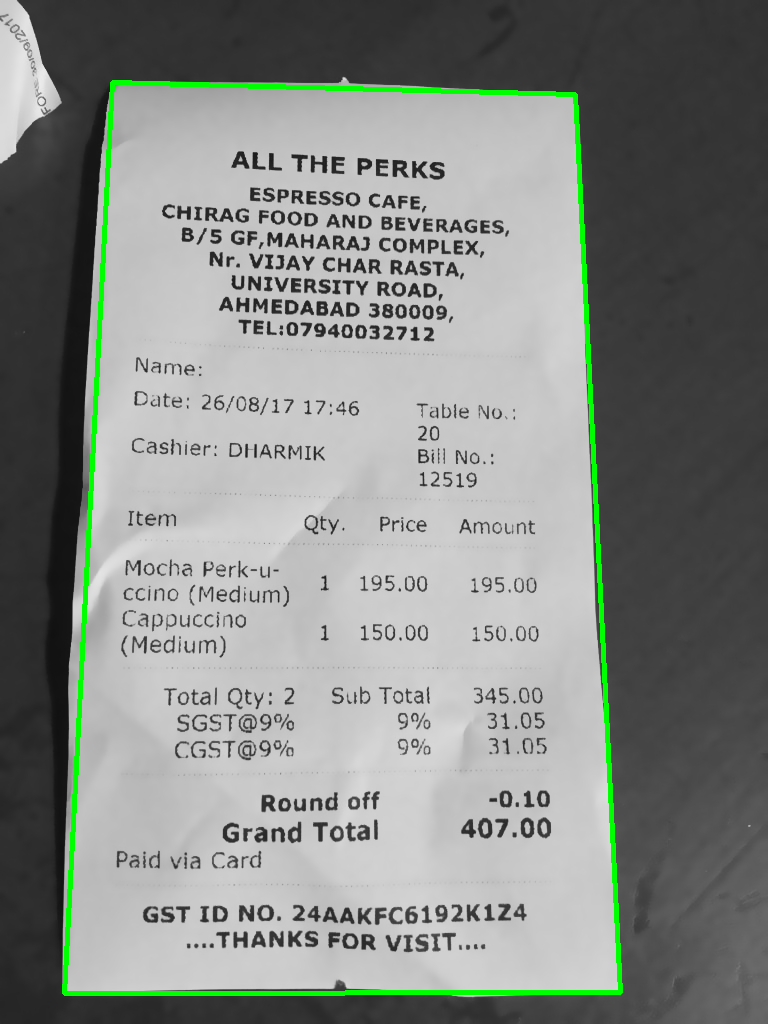 ALL THE PERKS
ESPRESSO CAFE,
CHIRAG FOOD AND BEVERAGES,
B/5 GF,MAHARAJ COMPLEX,
Nr. VIJAY CHAR RASTA,
UNIVERSITY ROAD,
AHMEDABAD 380009,
TEL:07940032712
Name:
Date: 26/08/17 17:46 Table No.:
20
Cashier: DHARMIK Bill No.:
12519
Item Qty. Price Amount
Mocha Perk-u-
ccino (Medium) 1 195.00 195.00
Cappuccino
(Medium) 1 150.00 150.00
Total Qty: 2 Sub Total 345.00
SGST@9% 9% 31.05
CGST@9% 9% 31.05
Round off -0.10
Grand Total 407.00
Paid via Card
GST ID NO. 24AAKFC6192K1Z4
....THANKS FOR VISIT....